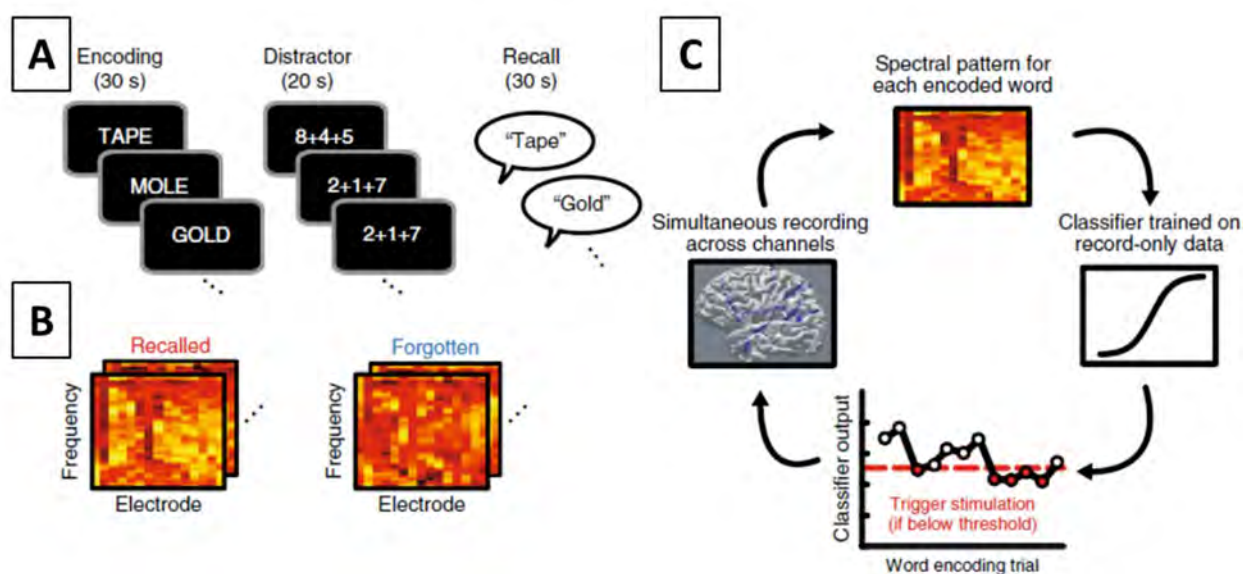 A
Encoding
(30 s)
TAPE
MOLE
GOLD
Distractor
(20 s)
8+4+5
2+1+7
2+1+7
Recall
(30 s)
“Tape”
“Gold”
B
Recalled
Frequency
Electrode
Forgotten
Frequency
Electrode
C
Spectral pattern for
each encoded word
Classifier trained on
record-only data
Simultaneous recording
across channels
Classifier output
Trigger stimulation
(if below threshold)
Word encoding trial